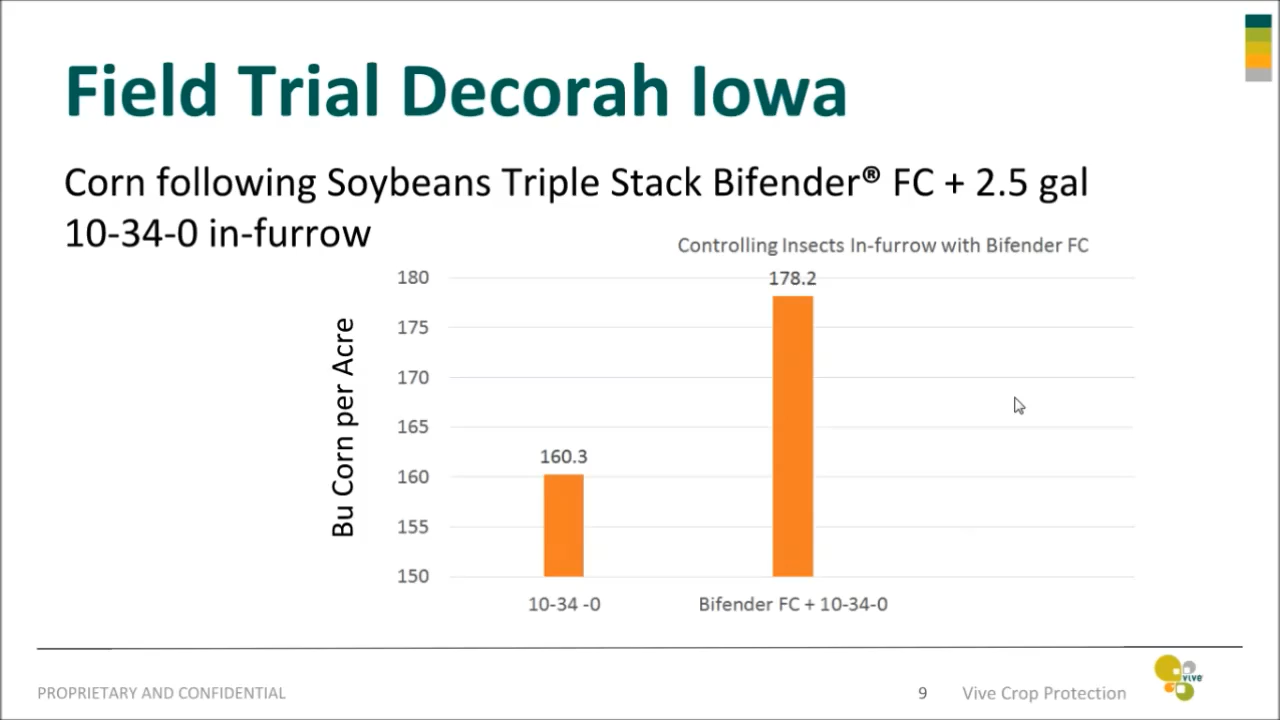 Field Trial Decorah Iowa
Corn following Soybeans Triple Stack Bifender® FC + 2.5 gal
10-34-0 in-furrow
Controlling Insects In-furrow with Bifender FC
Bu Corn per Acre
180
175
170
165
160
155
150
160.3
178.2
10-34 -0
Bifender FC + 10-34-0
PROPRIETARY AND CONFIDENTIAL
9
Vive Crop Protection
vive